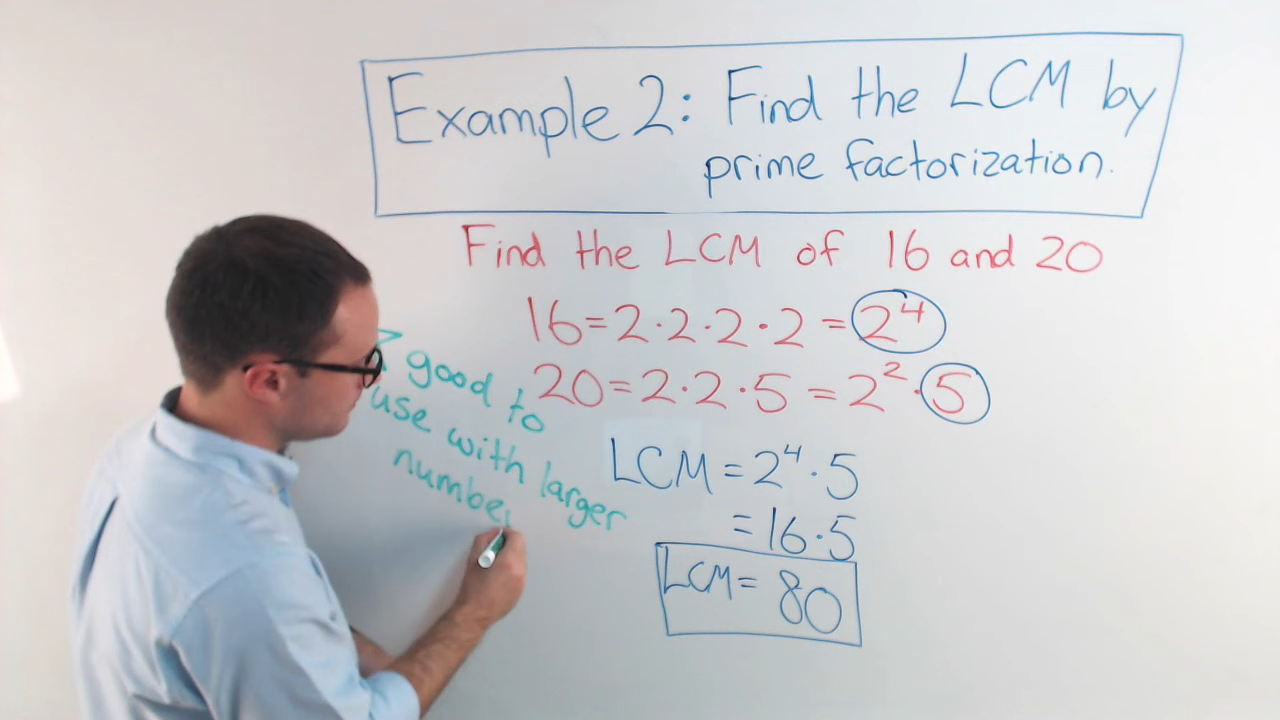 Example 2: Find the LCM by
prime factorization.
Find the LCM of 16 and 20
16=2·2·2·2=2⁴
20=2·2·5=2²·5
LCM=2⁴·5
=16·5
LCM=80
good to
use with larger
number